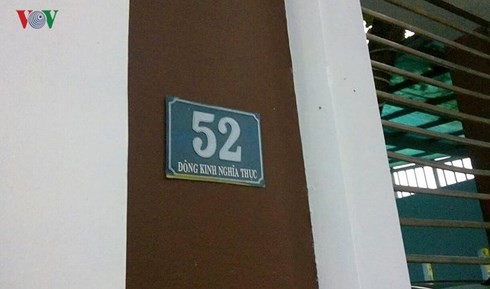 VOV
52
ĐÔNG KINH NGHĨA THỤC